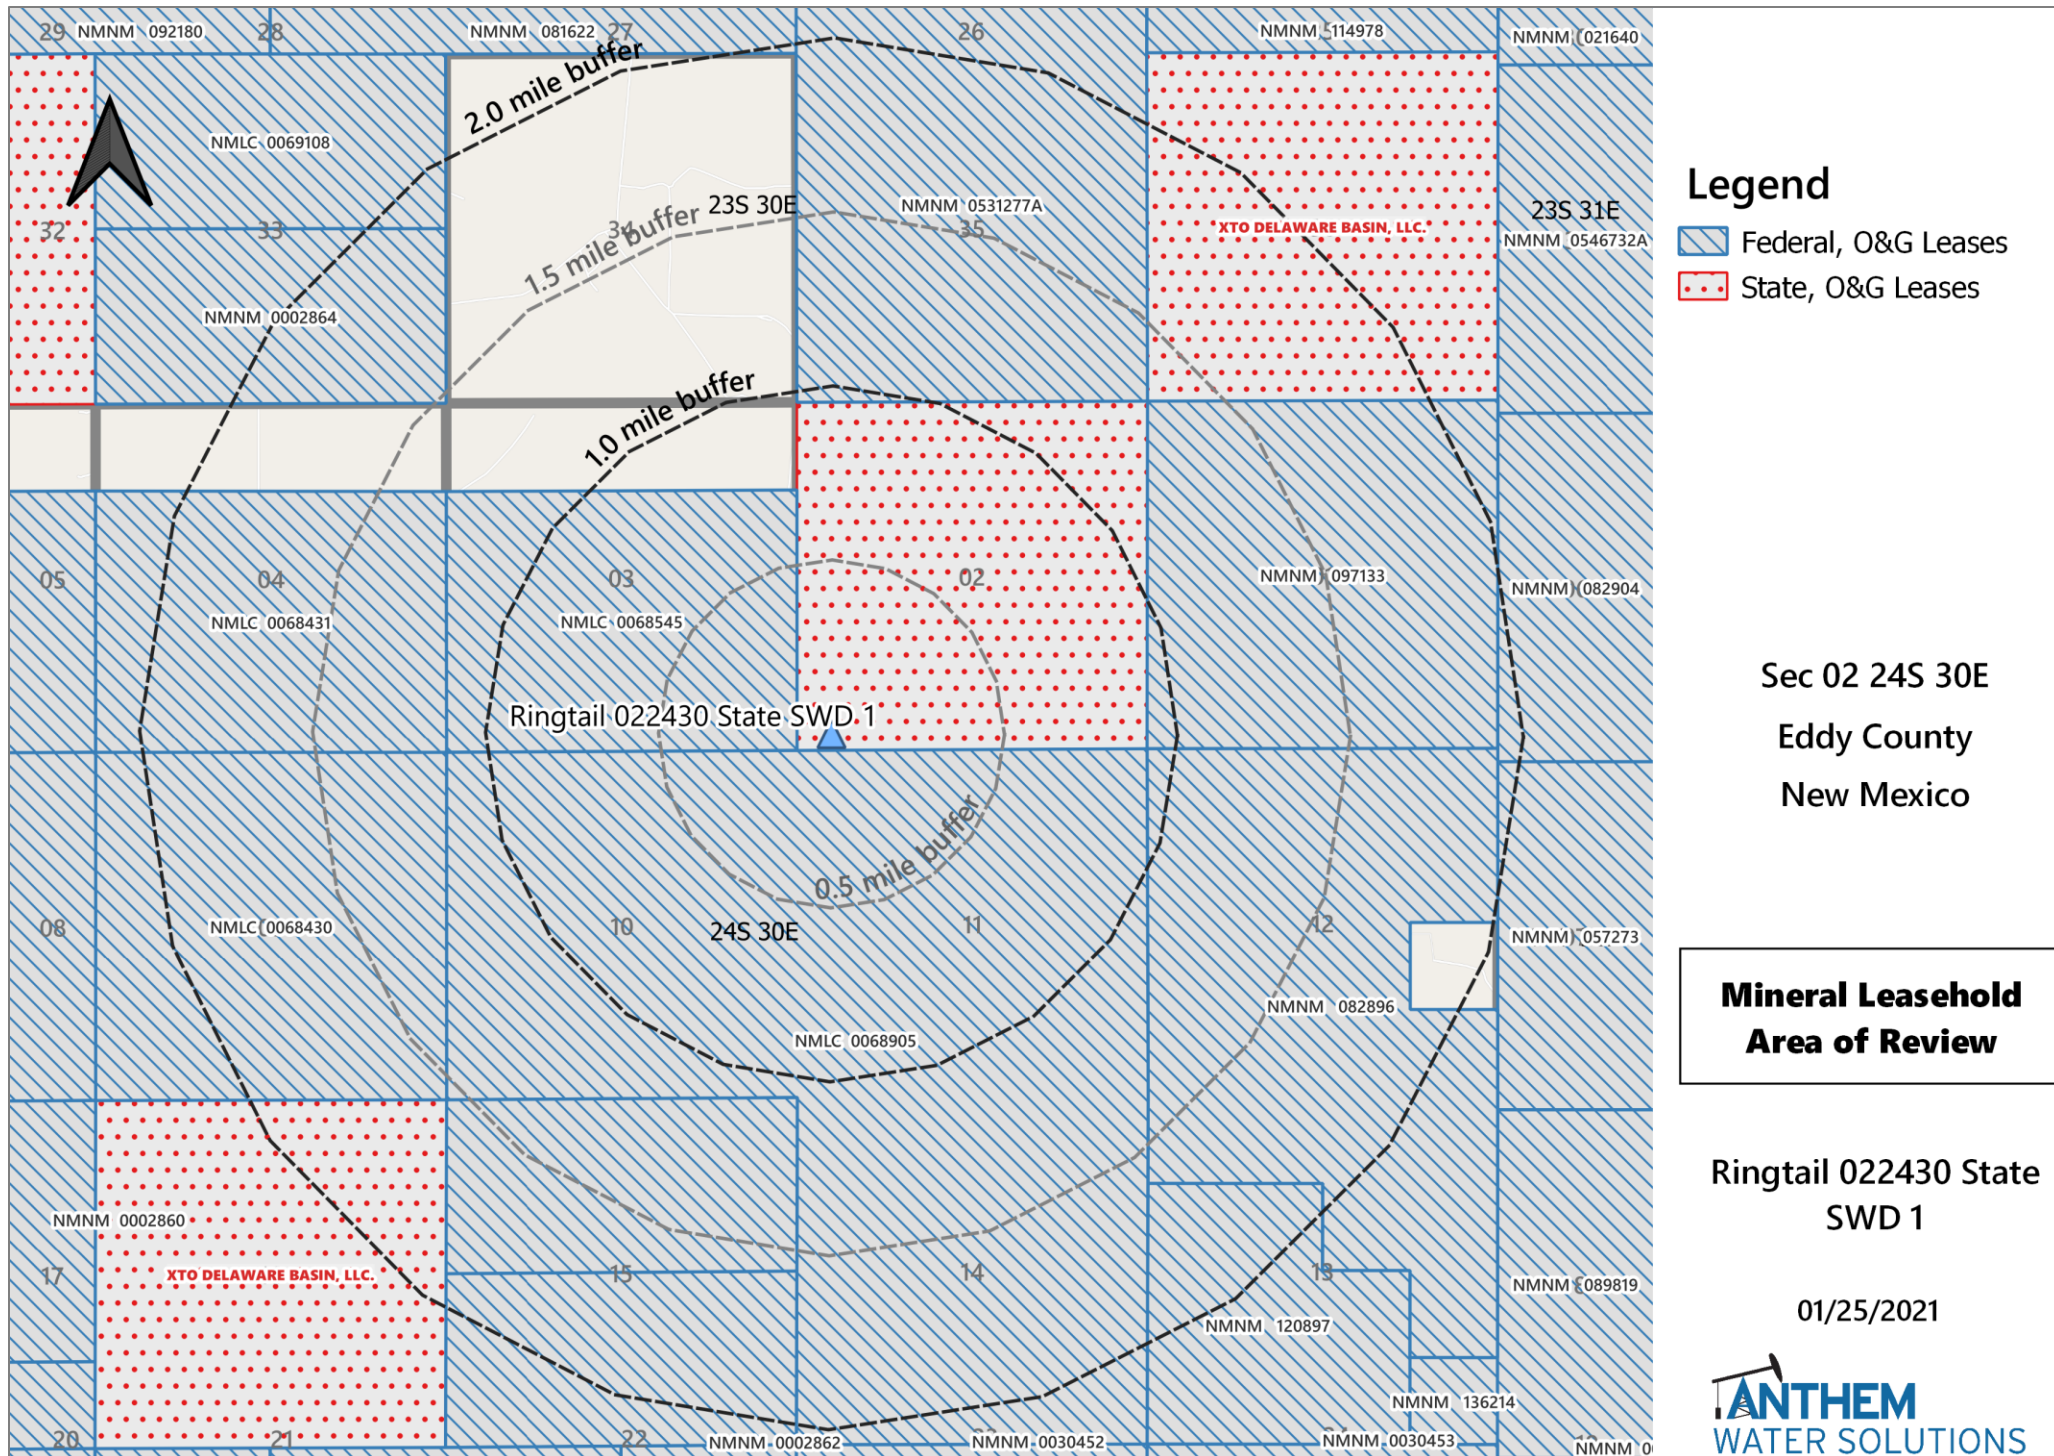 29 NMNM 092180 28 NMNM 081622 27 26 NMNM 114978 NMNM 021640
2.0 mile buffer
NMLC 0069108
32 33 34 23S 30E NMNM 0531277A 35 XTO DELAWARE BASIN, LLC. 23S 31E
NMNM 0546732A
1.5 mile buffer
NMNM 0002864
1.0 mile buffer
05 04 03 02 NMNM 097133 NMNM 082904
NMLC 0068431 NMLC 0068545
Ringtail 022430 State SWD 1
0.5 mile buffer
08 NMLC 0068430 10 24S 30E 11 12 NMNM 057273
NMNM 082896
NMLC 0068905
NMNM 0002860
17 XTO DELAWARE BASIN, LLC. 15 14 13 NMNM 089819
NMNM 120897
NMNM 136214
20 21 22 NMNM 0002862 NMNM 0030452 NMNM 0030453
Legend
Federal, O&G Leases
State, O&G Leases
Sec 02 24S 30E
Eddy County
New Mexico
Mineral Leasehold
Area of Review
Ringtail 022430 State
SWD 1
01/25/2021
ANTHEM
WATER SOLUTIONS